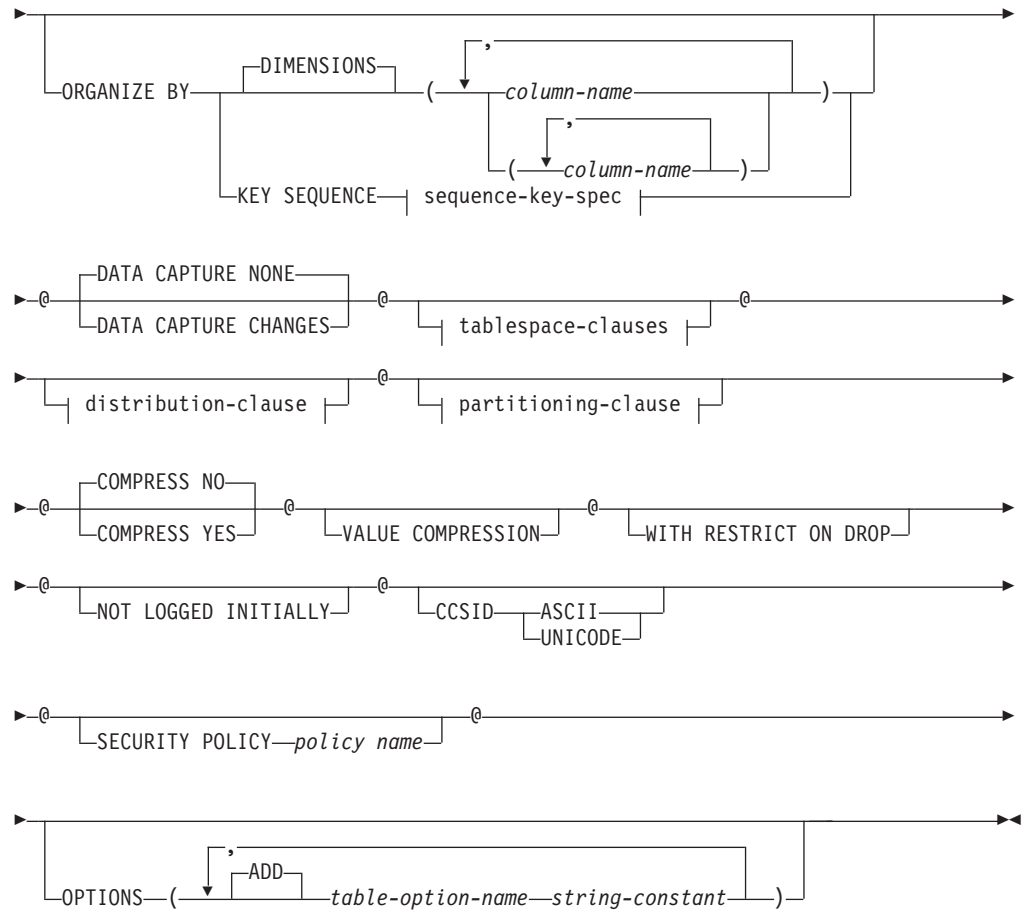 ,
DIMENSIONS
ORGANIZE BY ( column-name )
,
( column-name )
KEY SEQUENCE sequence-key-spec
DATA CAPTURE NONE
@ @ @
DATA CAPTURE CHANGES tablespace-clauses
@
distribution-clause partitioning-clause
COMPRESS NO
@ @ @
COMPRESS YES VALUE COMPRESSION WITH RESTRICT ON DROP
@ @
NOT LOGGED INITIALLY CCSID ASCII
UNICODE
@ @
SECURITY POLICY policy name
,
ADD
OPTIONS ( table-option-name string-constant )